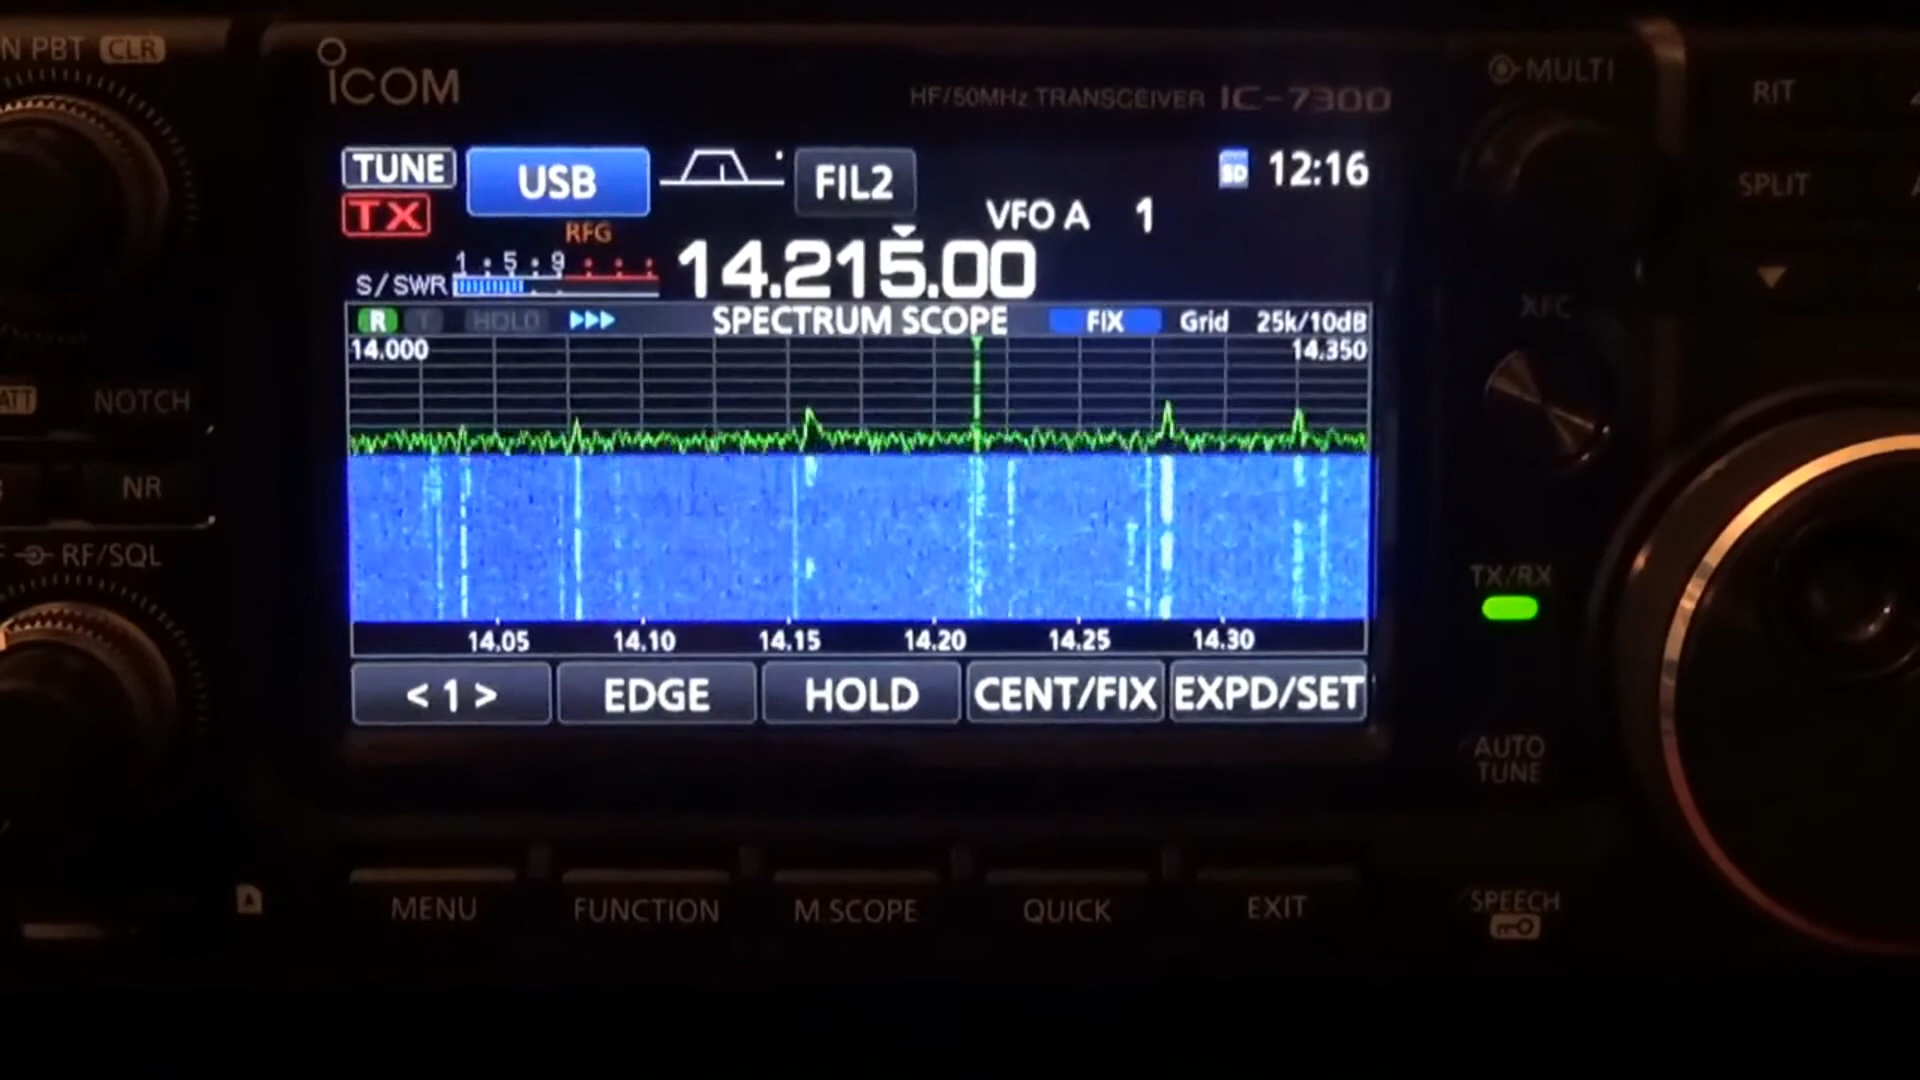 N PBT CLR
ICOM
HF/50MHz TRANSCEIVER IC-7300
MULTI
RIT
SPLIT
TUNE USB FIL2 SD 12:16
TX
VFO A 1
RFG
1 5 9
S/SWR 14.215.00
R T HOLD SPECTRUM SCOPE FIX Grid 25k/10dB
14.000 14.350
14.05 14.10 14.15 14.20 14.25 14.30
< 1 > EDGE HOLD CENT/FIX EXPD/SET
ATT NOTCH
NR
RF/SQL
XFC
TX/RX
AUTO
TUNE
SPEECH
MENU FUNCTION M.SCOPE QUICK EXIT